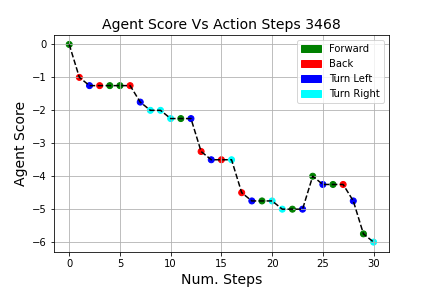 Agent Score Vs Action Steps 3468
Forward
Back
Turn Left
Turn Right
Agent Score
0
−1
−2
−3
−4
−5
−6
0 5 10 15 20 25 30
Num. Steps